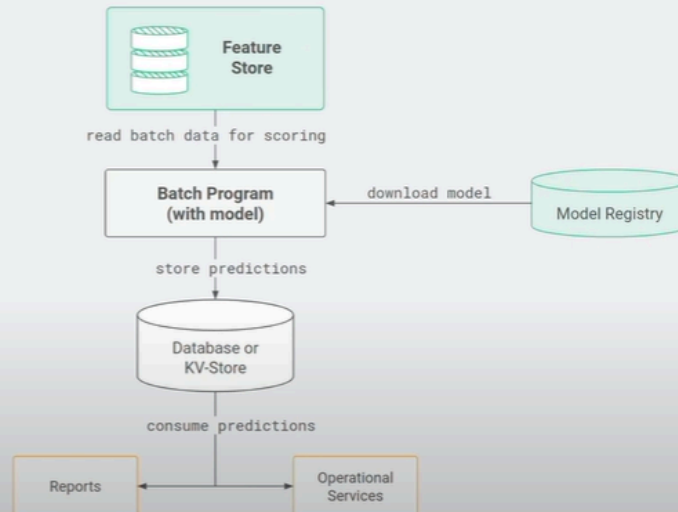 Feature
Store
read batch data for scoring
Batch Program
(with model)
download model
Model Registry
store predictions
Database or
KV-Store
consume predictions
Reports
Operational
Services